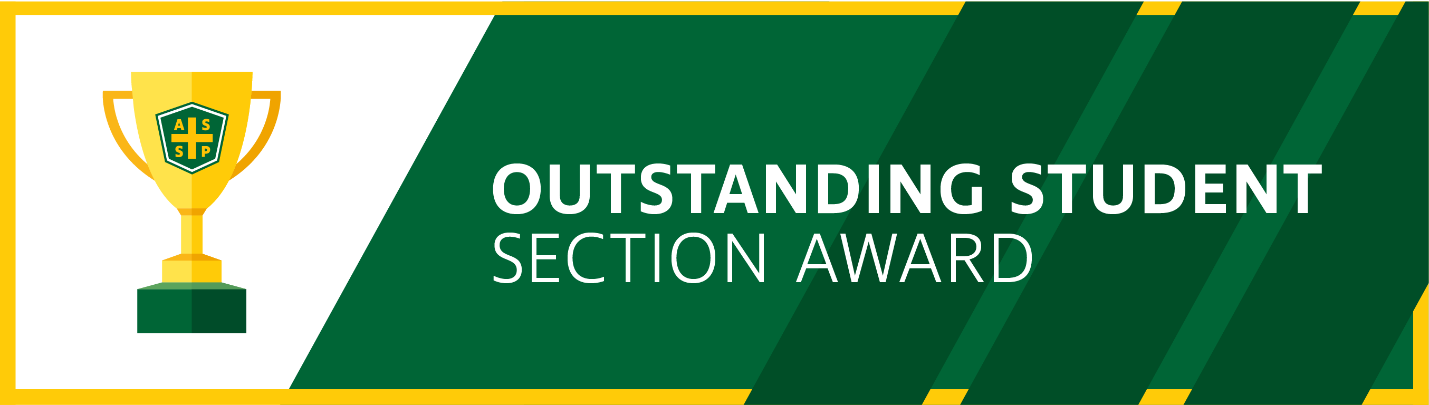 A S
S P
OUTSTANDING STUDENT
SECTION AWARD